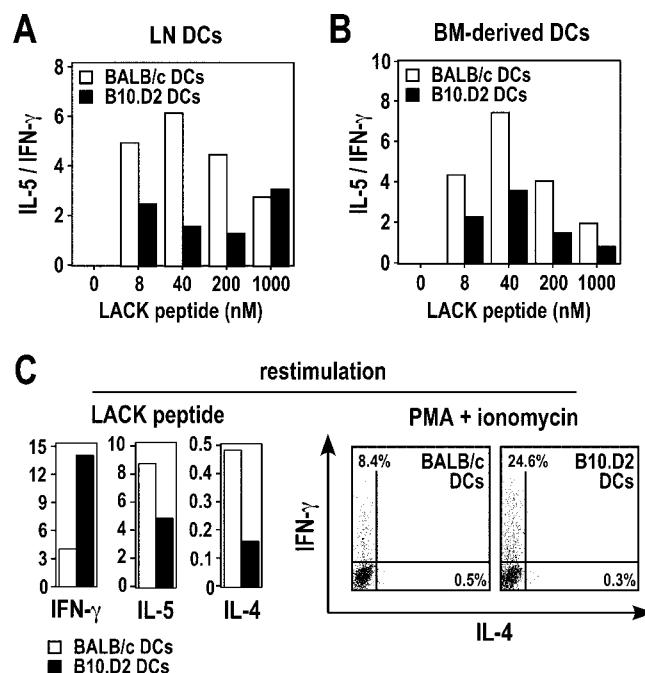 A
LN DCs
BALB/c DCs
B10.D2 DCs
IL-5 / IFN-γ
8
6
4
2
0
0 8 40 200 1000
LACK peptide (nM)
B
BM-derived DCs
BALB/c DCs
B10.D2 DCs
IL-5 / IFN-γ
10
8
6
4
2
0
0 8 40 200 1000
LACK peptide (nM)
C
restimulation
LACK peptide
15
12
9
6
3
0
IFN-γ
10
8
6
4
2
0
IL-5
0.5
0.4
0.3
0.2
0.1
0
IL-4
BALB/c DCs
B10.D2 DCs
PMA + ionomycin
IFN-γ
8.4%
BALB/c
DCs
0.5%
24.6%
B10.D2
DCs
0.3%
IL-4